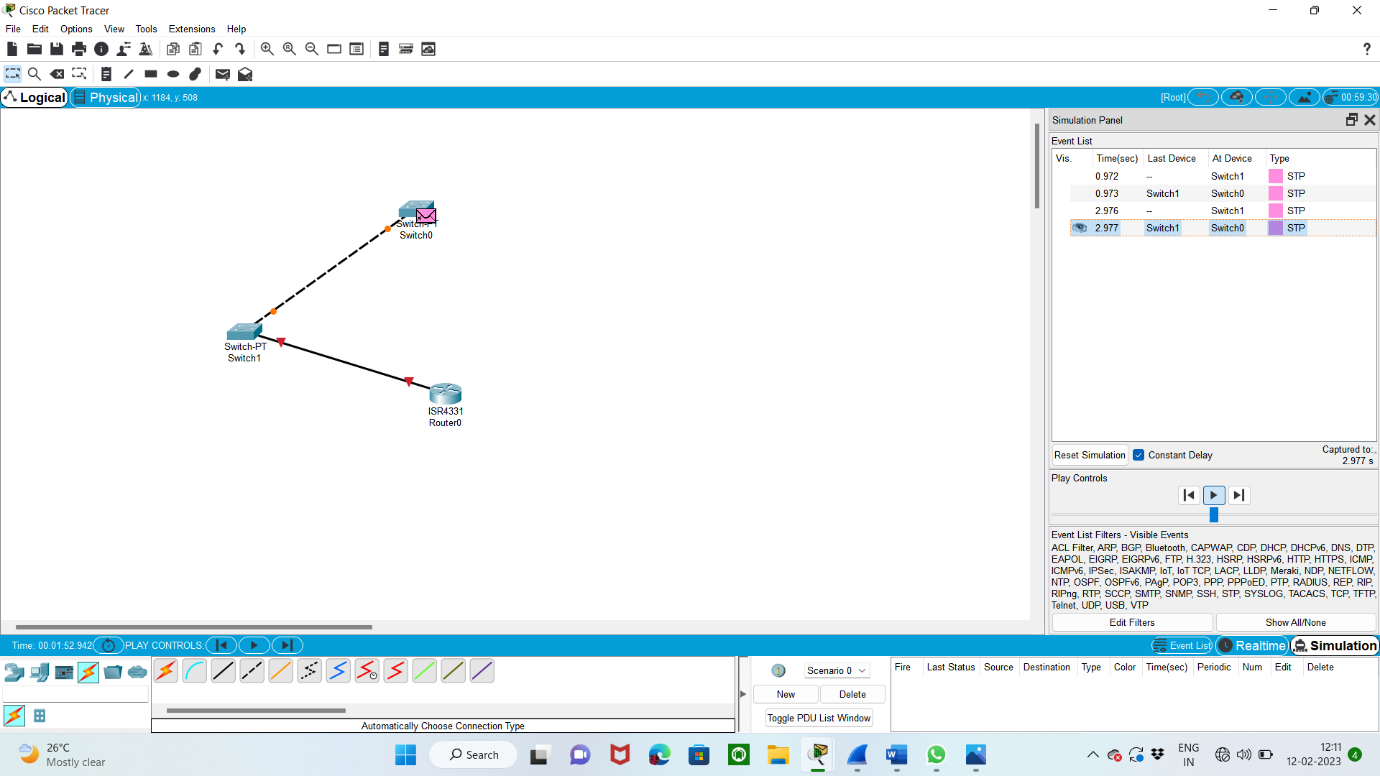 Cisco Packet Tracer
File Edit Options View Tools Extensions Help
?
Logical Physical x: 1184, y: 508 [Root] 00:59:30
Simulation Panel
Event List
Vis. Time(sec) Last Device At Device Type
0.972 -- Switch1 STP
0.973 Switch1 Switch0 STP
2.976 -- Switch1 STP
2.977 Switch1 Switch0 STP
Switch-PT
Switch0
Switch-PT
Switch1
ISR4331
Router0
Reset Simulation Constant Delay Captured to:
2.977 s
Play Controls
Event List Filters - Visible Events
ACL Filter, ARP, BGP, Bluetooth, CAPWAP, CDP, DHCP, DHCPv6, DNS, DTP,
EAPOL, EIGRP, EIGRPv6, FTP, H.323, HSRP, HSRPv6, HTTP, HTTPS, ICMP,
ICMPv6, IPSec, ISAKMP, IoT, IoT TCP, LACP, LLDP, Meraki, NDP, NETFLOW,
NTP, OSPF, OSPFv6, PAgP, POP3, PPP, PPPoED, PTP, RADIUS, REP, RIP,
RIPng, RTP, SCCP, SMTP, SNMP, SSH, STP, SYSLOG, TACACS, TCP, TFTP,
Telnet, UDP, USB, VTP
Edit Filters Show All/None
Time: 00:01:52.942 PLAY CONTROLS: Event List Realtime Simulation
Scenario 0
New Delete
Toggle PDU List Window
Fire Last Status Source Destination Type Color Time(sec) Periodic Num Edit Delete
Automatically Choose Connection Type
26°C
Mostly clear
Search
ENG
IN
12:11
12-02-2023
4